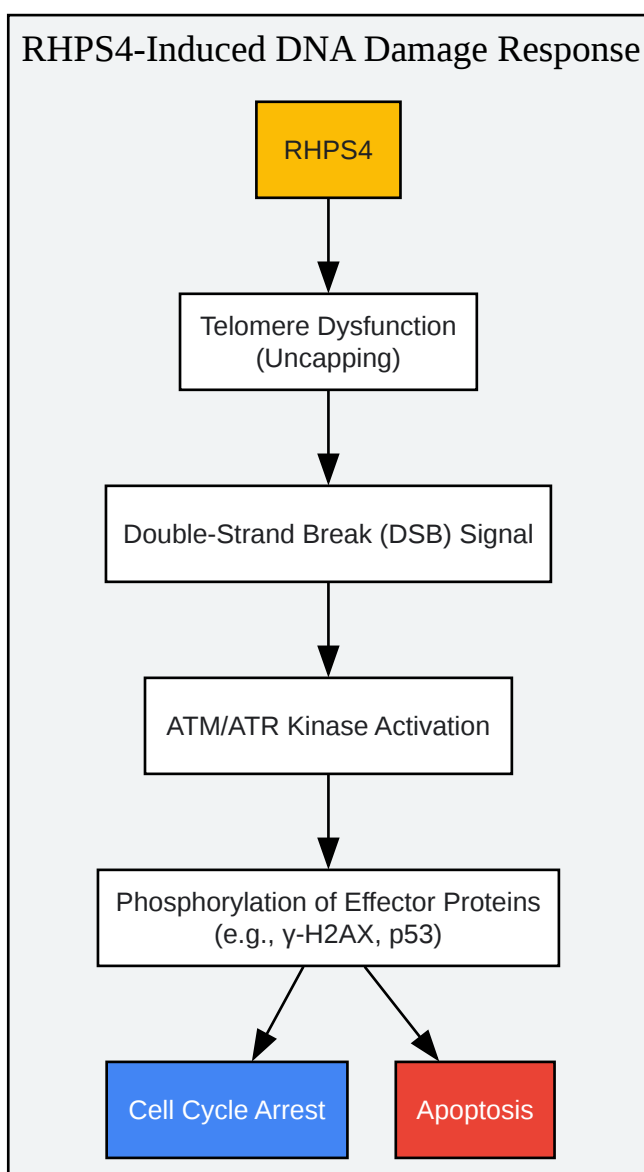 RHPS4-Induced DNA Damage Response
RHPS4
Telomere Dysfunction
(Uncapping)
Double-Strand Break (DSB) Signal
ATM/ATR Kinase Activation
Phosphorylation of Effector Proteins
(e.g., γ-H2AX, p53)
Cell Cycle Arrest
Apoptosis